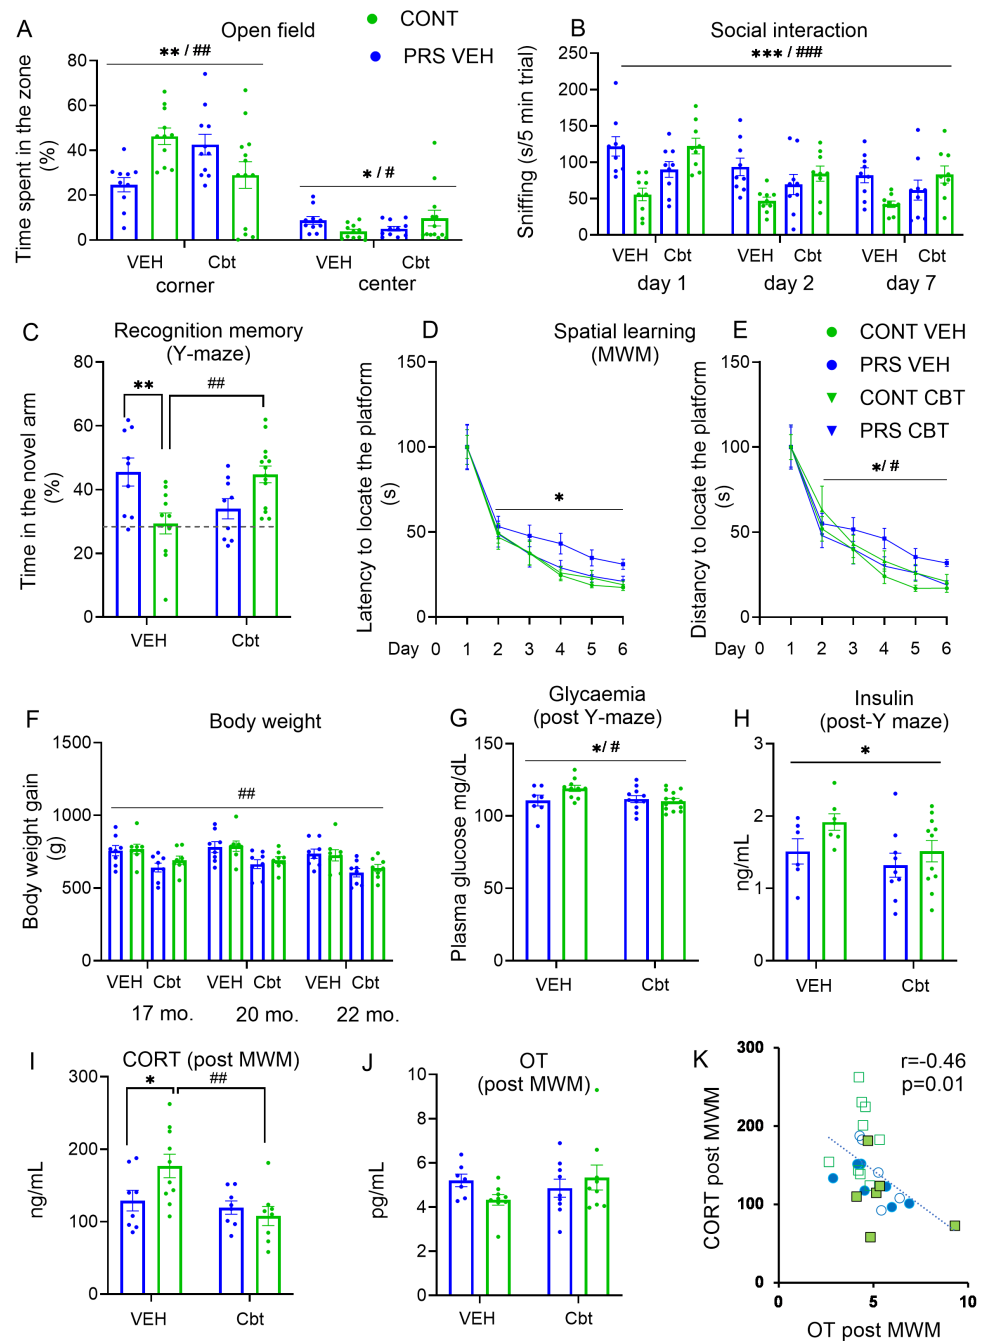 A
Open field
CONT
PRS VEH
** / ##
* / #
Time spent in the zone
(%)
80
60
40
20
0
VEH Cbt VEH Cbt
corner center
B
Social interaction
*** / ###
Sniffing (s/5 min trial)
250
200
150
100
50
0
VEH Cbt VEH Cbt VEH Cbt
day 1 day 2 day 7
C
Recognition memory
(Y-maze)
** ##
Time in the novel arm
(%)
80
60
40
20
0
VEH Cbt
D
Spatial learning
(MWM)
*
Latency to locate the platform
(s)
150
100
50
0
Day 0 1 2 3 4 5 6
E
CONT VEH
PRS VEH
CONT CBT
PRS CBT
*/ #
Distancy to locate the platform
(s)
150
100
50
0
Day 0 1 2 3 4 5 6
F
Body weight
##
Body weight gain
(g)
1500
1000
500
0
VEH Cbt VEH Cbt VEH Cbt
17 mo. 20 mo. 22 mo.
G
Glycaemia
(post Y-maze)
*/ #
Plasma glucose mg/dL
150
100
50
0
VEH Cbt
H
Insulin
(post-Y maze)
*
ng/mL
3
2
1
0
VEH Cbt
I
CORT (post MWM)
* ##
ng/mL
300
200
100
0
VEH Cbt
J
OT
(post MWM)
pg/mL
10
8
6
4
2
0
VEH Cbt
K
r=-0.46
p=0.01
CORT post MWM
300
200
100
0
0 5 10
OT post MWM